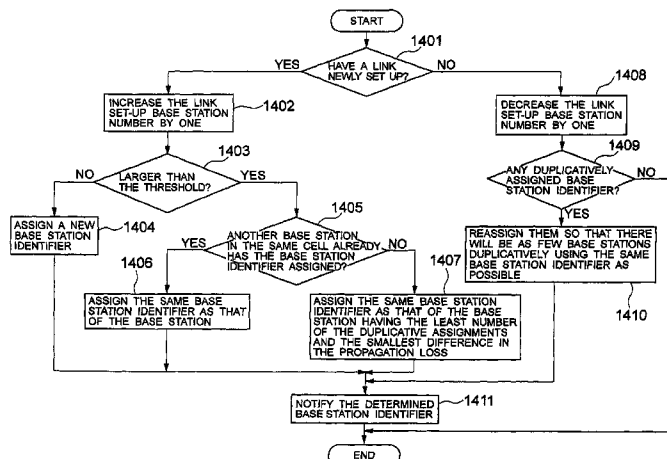 START
1401
HAVE A LINK
NEWLY SET UP?
YES
NO
1408
INCREASE THE LINK
SET-UP BASE STATION
NUMBER BY ONE
1402
DECREASE THE LINK
SET-UP BASE STATION
NUMBER BY ONE
1403
LARGER THAN
THE THRESHOLD?
NO
YES
1409
ANY DUPLICATIVELY
ASSIGNED BASE
STATION IDENTIFIER?
NO
YES
ASSIGN A NEW
BASE STATION
IDENTIFIER
1404
1405
ANOTHER BASE STATION
IN THE SAME CELL ALREADY
HAS THE BASE STATION
IDENTIFIER ASSIGNED?
YES
NO
REASSIGN THEM SO THAT THERE
WILL BE AS FEW BASE STATIONS
DUPLICATIVELY USING THE SAME
BASE STATION IDENTIFIER AS
POSSIBLE
1410
1406
ASSIGN THE SAME BASE
STATION IDENTIFIER AS THAT
OF THE BASE STATION
1407
ASSIGN THE SAME BASE STATION
IDENTIFIER AS THAT OF THE BASE
STATION HAVING THE LEAST NUMBER
OF THE DUPLICATIVE ASSIGNMENTS
AND THE SMALLEST DIFFERENCE IN
THE PROPAGATION LOSS
1411
NOTIFY THE DETERMINED
BASE STATION IDENTIFIER
END